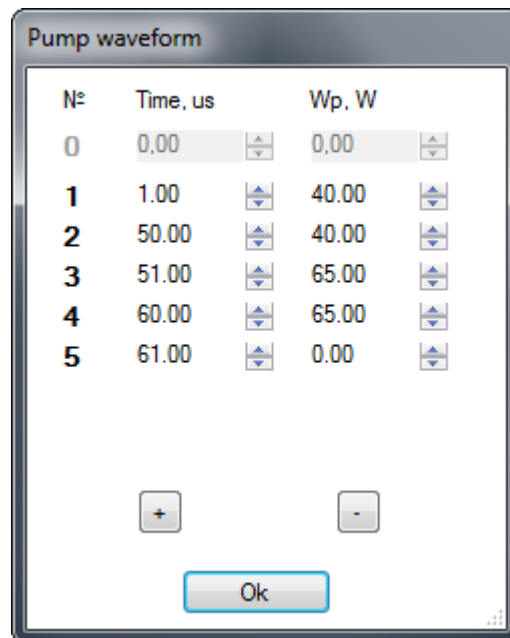 Pump waveform
№ Time, us Wp, W
0 0,00 0,00
1 1.00 40.00
2 50.00 40.00
3 51.00 65.00
4 60.00 65.00
5 61.00 0.00
+ -
Ok